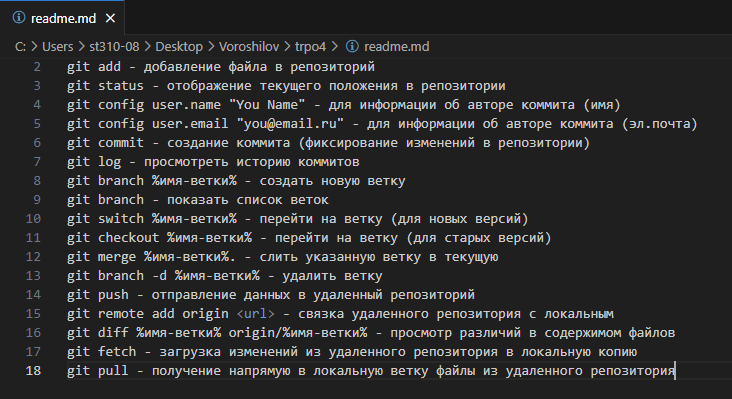 readme.md
C: > Users > st310-08 > Desktop > Voroshilov > trpo4 > readme.md
2 git add - добавление файла в репозиторий
3 git status - отображение текущего положения в репозитории
4 git config user.name "You Name" - для информации об авторе коммита (имя)
5 git config user.email "you@email.ru" - для информации об авторе коммита (эл.почта)
6 git commit - создание коммита (фиксирование изменений в репозитории)
7 git log - просмотреть историю коммитов
8 git branch %имя-ветки% - создать новую ветку
9 git branch - показать список веток
10 git switch %имя-ветки% - перейти на ветку (для новых версий)
11 git checkout %имя-ветки% - перейти на ветку (для старых версий)
12 git merge %имя-ветки%. - слить указанную ветку в текущую
13 git branch -d %имя-ветки% - удалить ветку
14 git push - отправление данных в удаленный репозиторий
15 git remote add origin <url> - связка удаленного репозитория с локальным
16 git diff %имя-ветки% origin/%имя-ветки% - просмотр различий в содержимом файлов
17 git fetch - загрузка изменений из удаленного репозитория в локальную копию
18 git pull - получение напрямую в локальную ветку файлы из удаленного репозитория